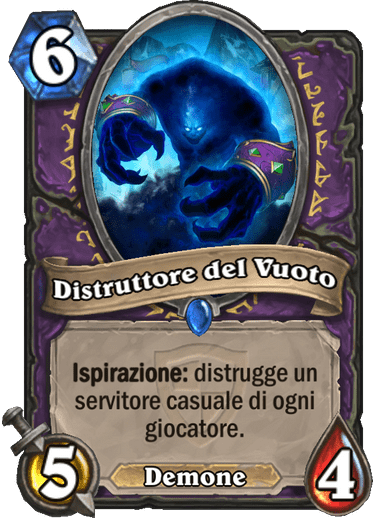 6
Distruttore del Vuoto
Ispirazione: distrugge un
servitore casuale di ogni
giocatore.
5
Demone
4